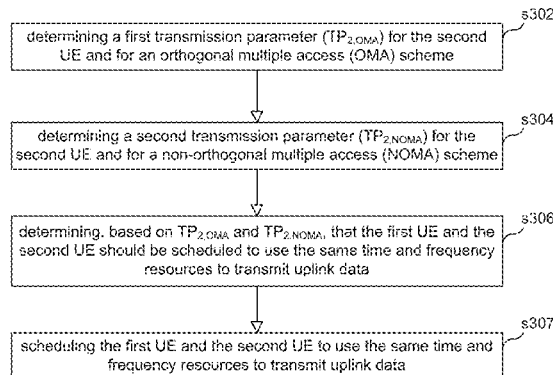 s302
determining a first transmission parameter (TP2,OMA) for the second
UE and for an orthogonal multiple access (OMA) scheme
s304
determining a second transmission parameter (TP2,NOMA) for the
second UE and for a non-orthogonal multiple access (NOMA) scheme
s306
determining, based on TP2,OMA and TP2,NOMA, that the first UE and the
second UE should be scheduled to use the same time and frequency
resources to transmit uplink data
s307
scheduling the first UE and the second UE to use the same time and
frequency resources to transmit uplink data